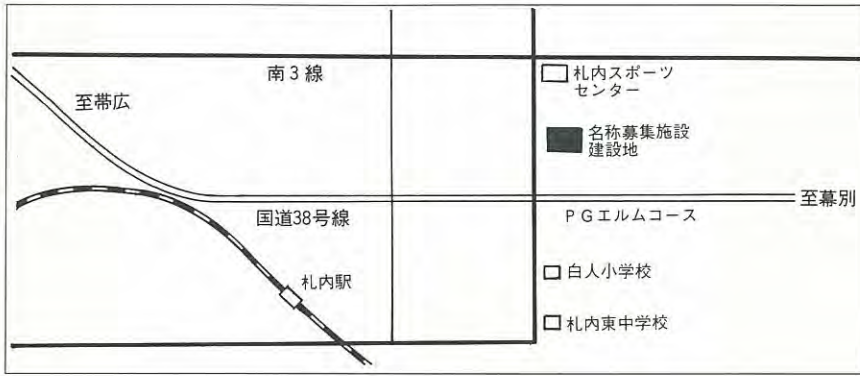 南３線
札内スポーツ
センター
至帯広
名称募集施設
建設地
至幕別
国道38号線
ＰＧエルムコース
札内駅
白人小学校
札内東中学校